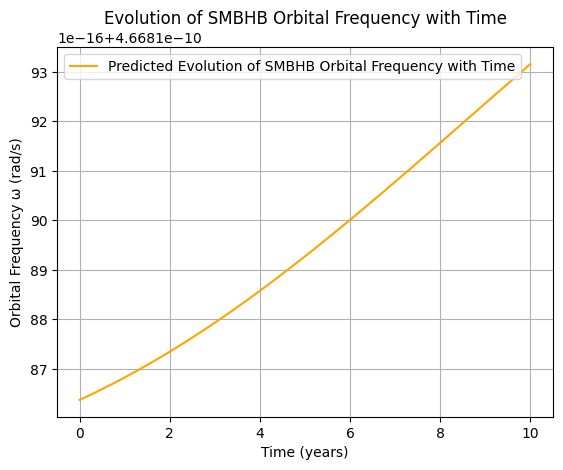 Evolution of SMBHB Orbital Frequency with Time
1e−16+4.6681e−10
Predicted Evolution of SMBHB Orbital Frequency with Time
93
92
91
90
89
88
87
Orbital Frequency ω (rad/s)
0 2 4 6 8 10
Time (years)